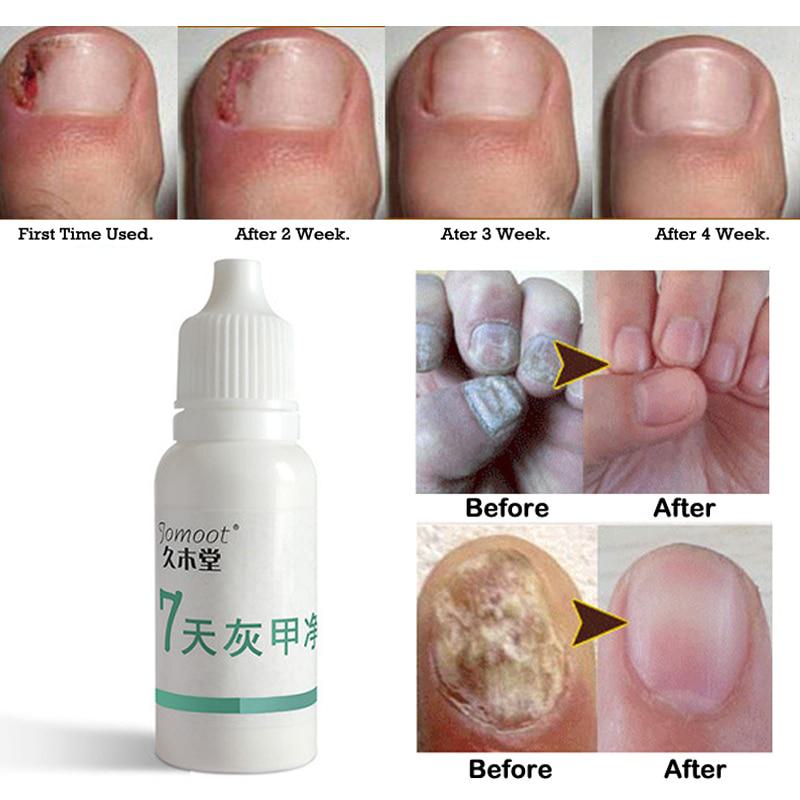 First Time Used.
After 2 Week.
Ater 3 Week.
After 4 Week.
Jomoot®
久木堂
7天灰甲净
Before
After
Before
After